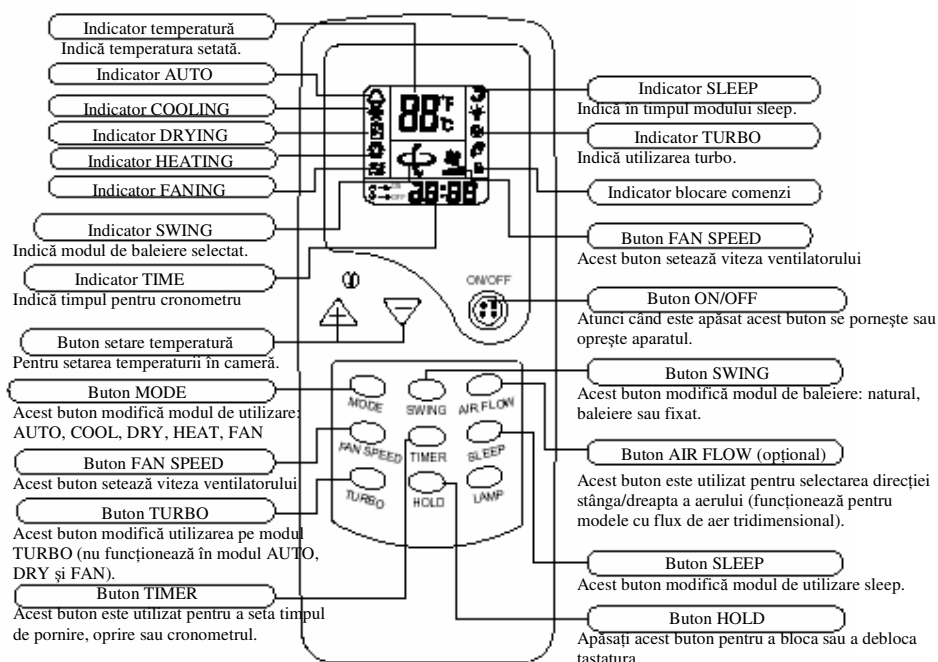 Indicator temperatură
Indică temperatura setată.
Indicator AUTO
Indicator COOLING
Indicator DRYING
Indicator HEATING
Indicator FANING
Indicator SWING
Indică modul de baleiere selectat.
Indicator TIME
Indică timpul pentru cronometru
Buton setare temperatură
Pentru setarea temperaturii în cameră.
Buton MODE
Acest buton modifică modul de utilizare:
AUTO, COOL, DRY, HEAT, FAN
Buton FAN SPEED
Acest buton setează viteza ventilatorului
Buton TURBO
Acest buton modifică utilizarea pe modul
TURBO (nu funcționează în modul AUTO,
DRY și FAN).
Buton TIMER
Acest buton este utilizat pentru a seta timpul
de pornire, oprire sau cronometrul.
88 °F
°C
ON
OFF
88:88
ON/OFF
MODE SWING AIR FLOW
FAN SPEED TIMER SLEEP
TURBO HOLD LAMP
Indicator SLEEP
Indică în timpul modului sleep.
Indicator TURBO
Indică utilizarea turbo.
Indicator blocare comenzi
Buton FAN SPEED
Acest buton setează viteza ventilatorului
Buton ON/OFF
Atunci când este apăsat acest buton se pornește sau
oprește aparatul.
Buton SWING
Acest buton modifică modul de baleiere: natural,
baleiere sau fixat.
Buton AIR FLOW (opțional)
Acest buton este utilizat pentru selectarea direcției
stânga/dreapta a aerului (funcționează pentru
modele cu flux de aer tridimensional).
Buton SLEEP
Acest buton modifică modul de utilizare sleep.
Buton HOLD
Apăsați acest buton pentru a bloca sau a debloca
tastatura